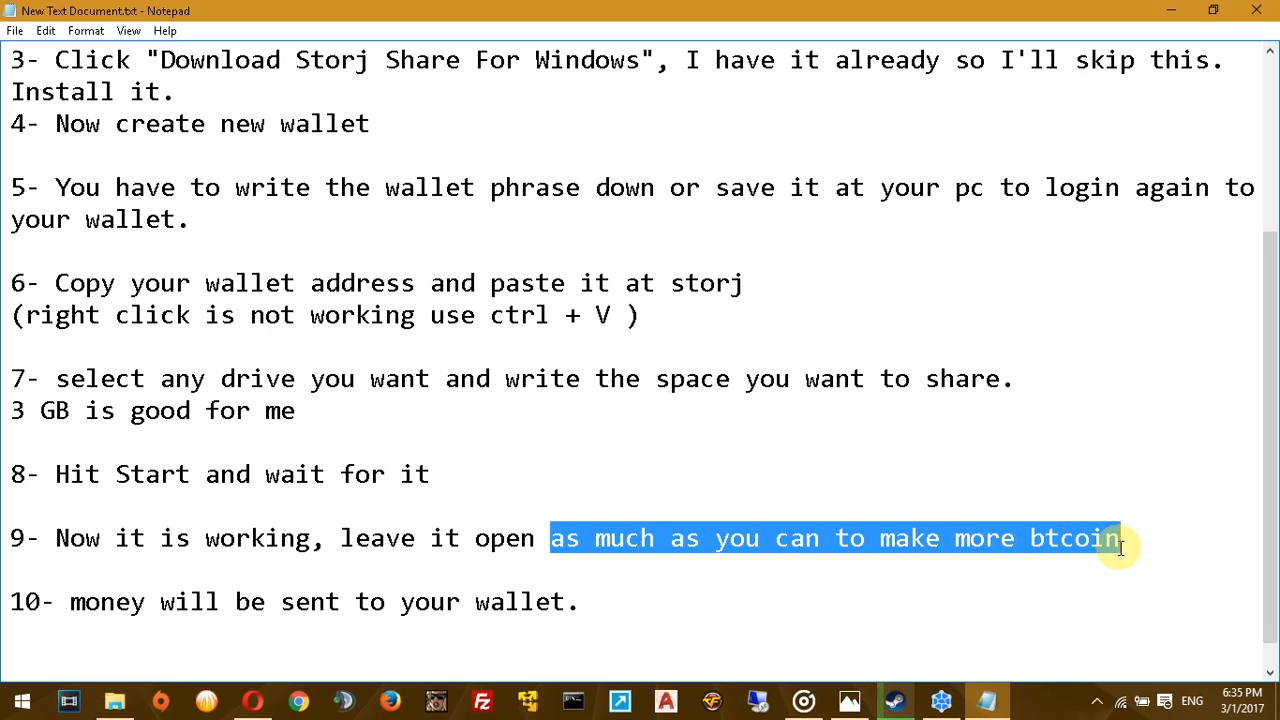 New Text Document.txt - Notepad
File Edit Format View Help
3- Click "Download Storj Share For Windows", I have it already so I'll skip this.
Install it.
4- Now create new wallet
5- You have to write the wallet phrase down or save it at your pc to login again to
your wallet.
6- Copy your wallet address and paste it at storj
(right click is not working use ctrl + V )
7- select any drive you want and write the space you want to share.
3 GB is good for me
8- Hit Start and wait for it
9- Now it is working, leave it open as much as you can to make more btcoin
10- money will be sent to your wallet.
ENG
6:35 PM
3/1/2017